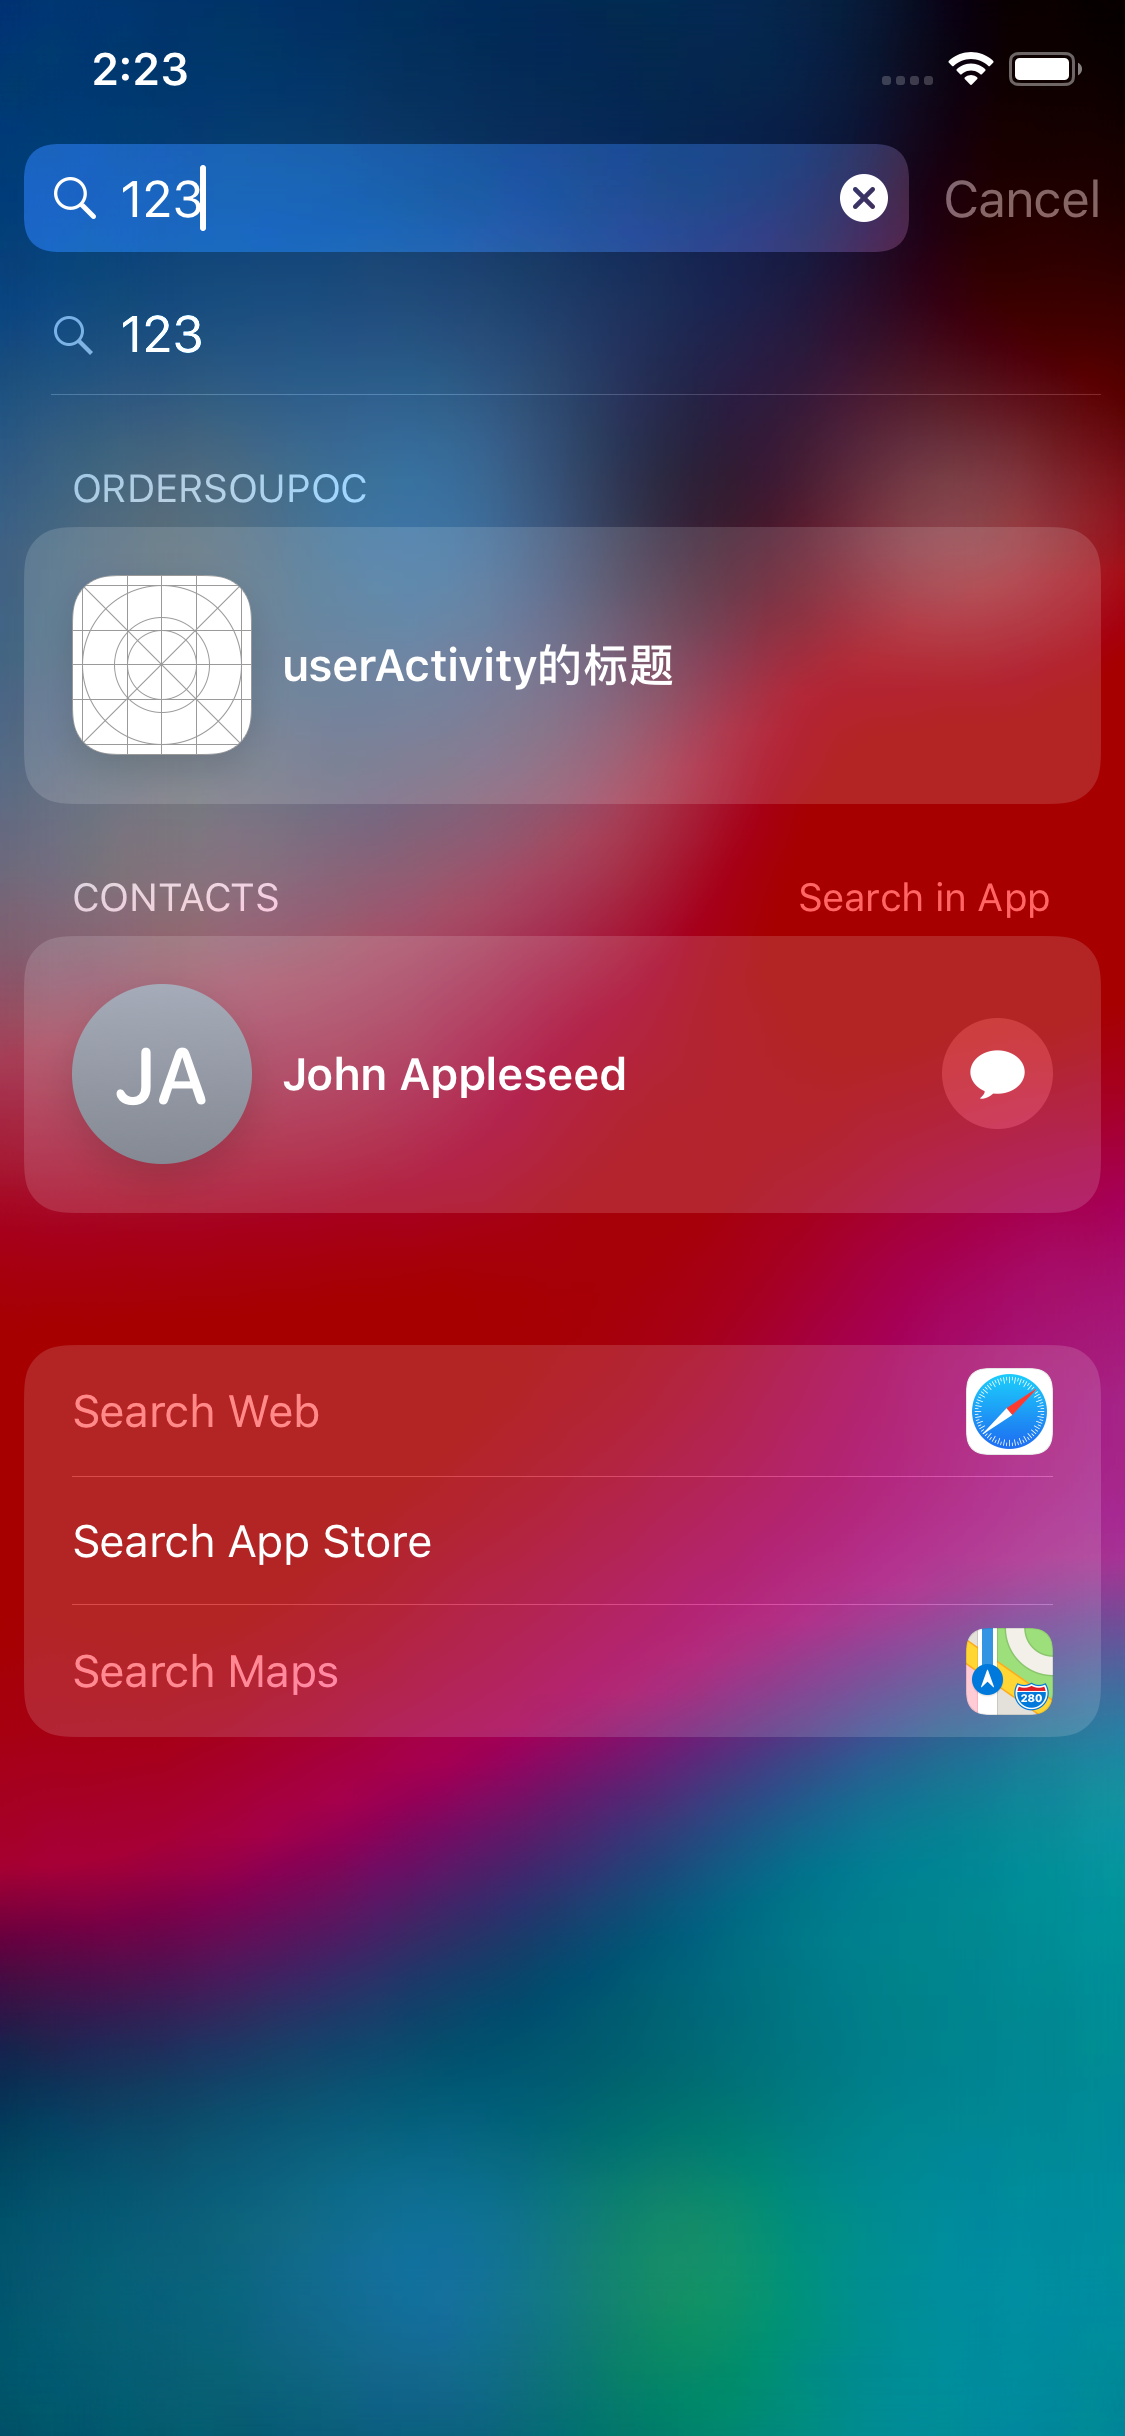 2:23
123
Cancel
123
ORDERSOUPOC
userActivity的标题
CONTACTS
Search in App
JA
John Appleseed
Search Web
Search App Store
Search Maps
280